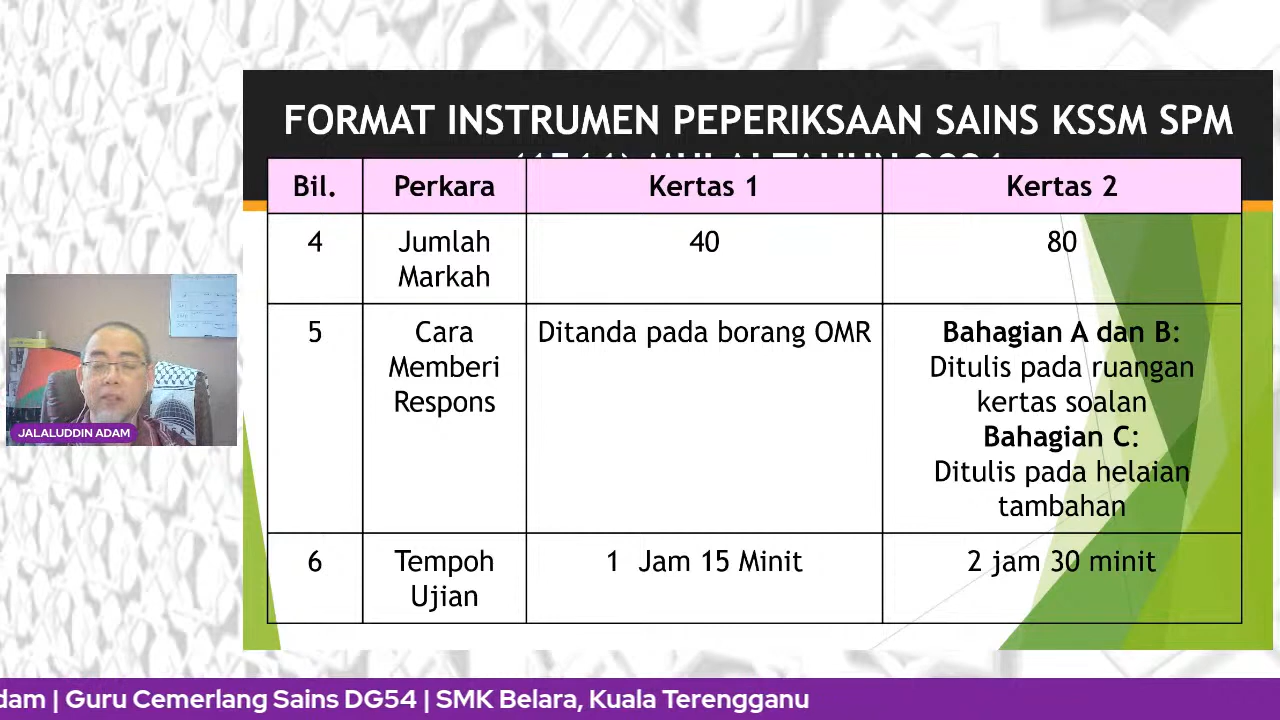 FORMAT INSTRUMEN PEPERIKSAAN SAINS KSSM SPM
Bil.
Perkara
Kertas 1
Kertas 2
4
Jumlah
Markah
40
80
5
Cara
Memberi
Respons
Ditanda pada borang OMR
Bahagian A dan B:
Ditulis pada ruangan
kertas soalan
Bahagian C:
Ditulis pada helaian
tambahan
6
Tempoh
Ujian
1 Jam 15 Minit
2 jam 30 minit
JALALUDDIN ADAM
dam | Guru Cemerlang Sains DG54 | SMK Belara, Kuala Terengganu